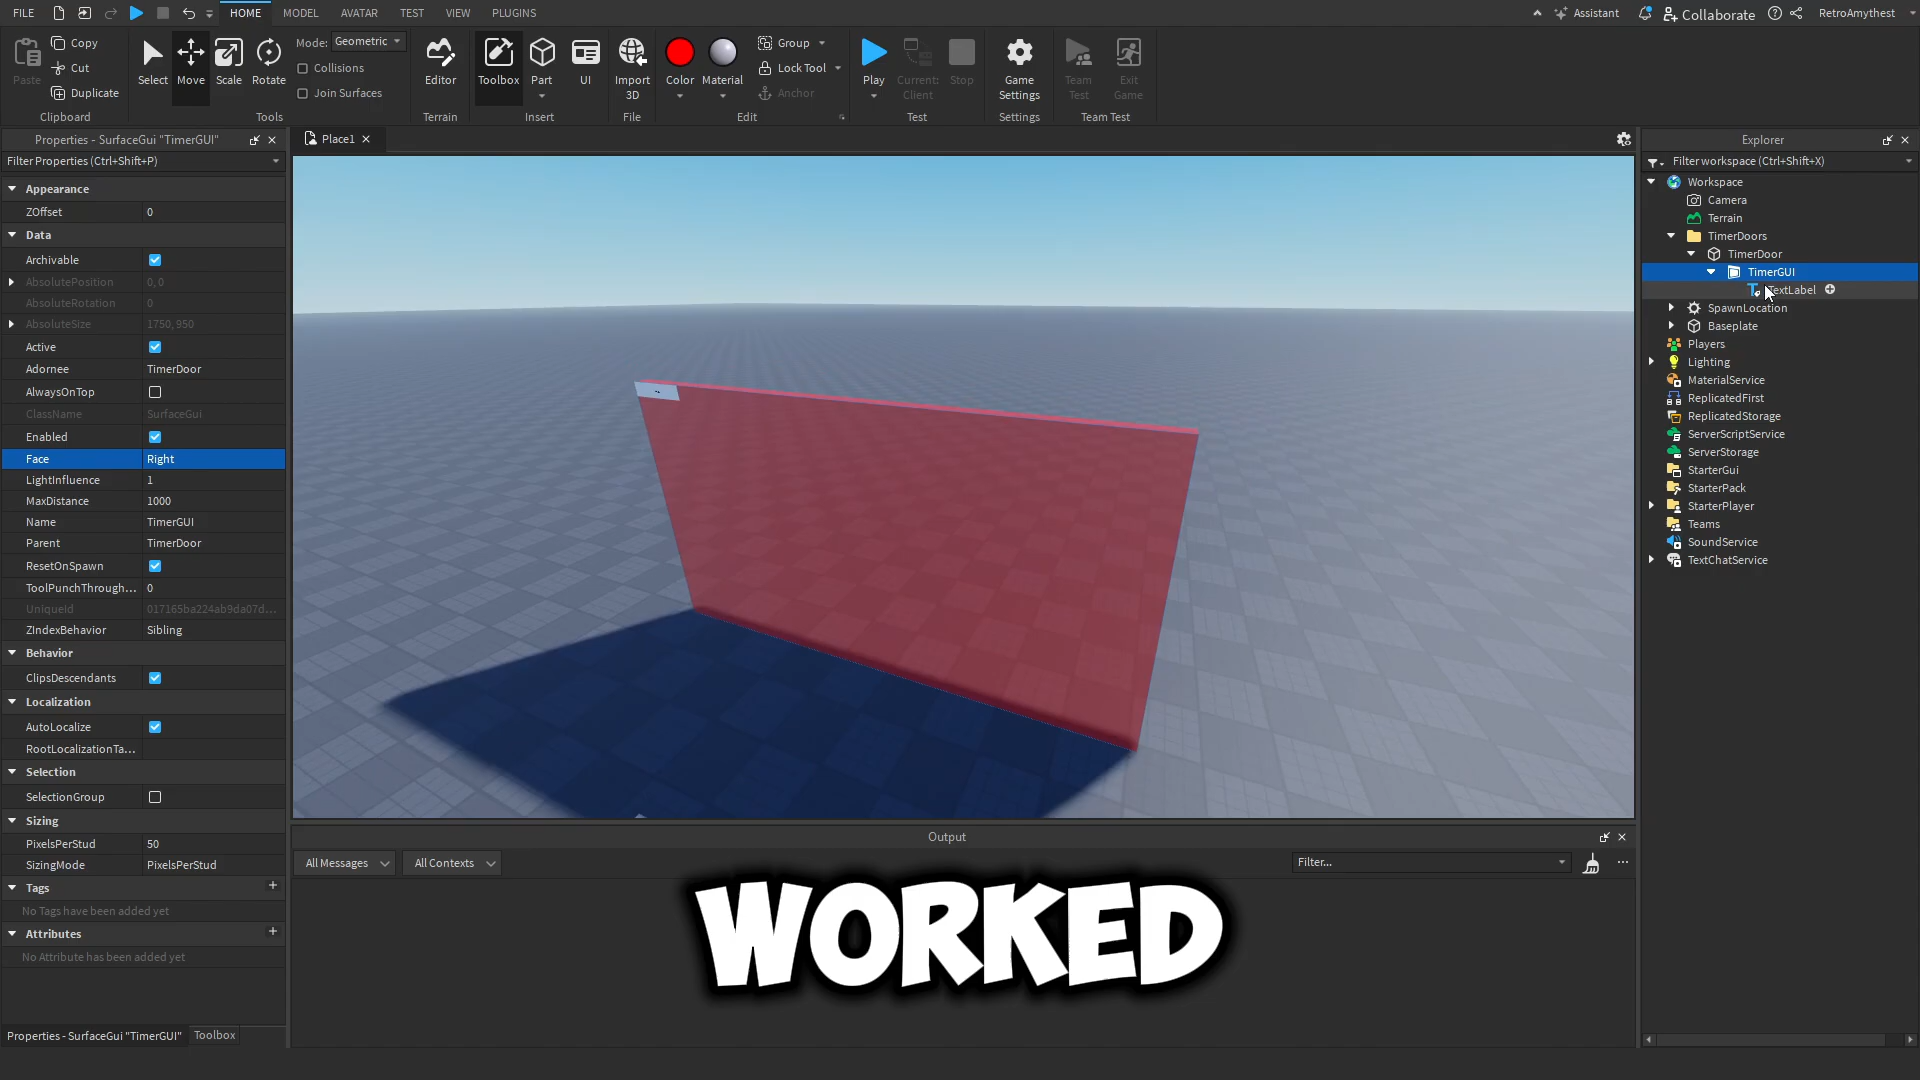 FILE
HOME
MODEL
AVATAR
TEST
VIEW
PLUGINS
Assistant
Collaborate
RetroAmythest
Paste
Copy
Cut
Duplicate
Clipboard
Select
Move
Scale
Rotate
Mode: Geometric
Collisions
Join Surfaces
Tools
Editor
Terrain
Toolbox
Part
UI
Insert
Import
3D
File
Color
Material
Group
Lock Tool
Anchor
Edit
Play
Current:
Client
Stop
Test
Game
Settings
Settings
Team
Test
Exit
Game
Team Test
Properties - SurfaceGui "TimerGUI"
Filter Properties (Ctrl+Shift+P)
Appearance
ZOffset 0
Data
Archivable
AbsolutePosition 0, 0
AbsoluteRotation 0
AbsoluteSize 1750, 950
Active
Adornee TimerDoor
AlwaysOnTop
ClassName SurfaceGui
Enabled
Face Right
LightInfluence 1
MaxDistance 1000
Name TimerGUI
Parent TimerDoor
ResetOnSpawn
ToolPunchThrough... 0
UniqueId 017165ba224ab9da07d...
ZIndexBehavior Sibling
Behavior
ClipsDescendants
Localization
AutoLocalize
RootLocalizationTa...
Selection
SelectionGroup
Sizing
PixelsPerStud 50
SizingMode PixelsPerStud
Tags
No Tags have been added yet
Attributes
No Attribute has been added yet
Properties - SurfaceGui "TimerGUI"
Toolbox
Place1
Output
All Messages
All Contexts
Filter...
WORKED
Explorer
Filter workspace (Ctrl+Shift+X)
Workspace
Camera
Terrain
TimerDoors
TimerDoor
TimerGUI
TextLabel
SpawnLocation
Baseplate
Players
Lighting
MaterialService
ReplicatedFirst
ReplicatedStorage
ServerScriptService
ServerStorage
StarterGui
StarterPack
StarterPlayer
Teams
SoundService
TextChatService